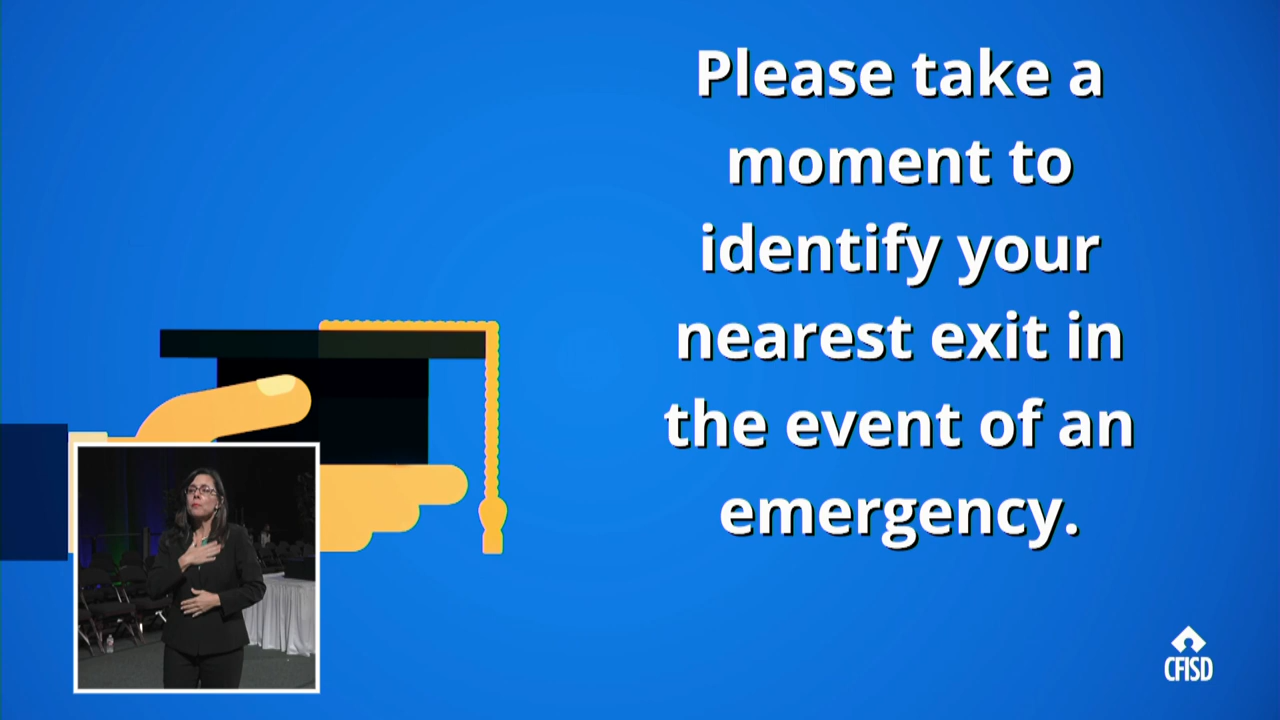 Please take a
moment to
identify your
nearest exit in
the event of an
emergency.
CFISD